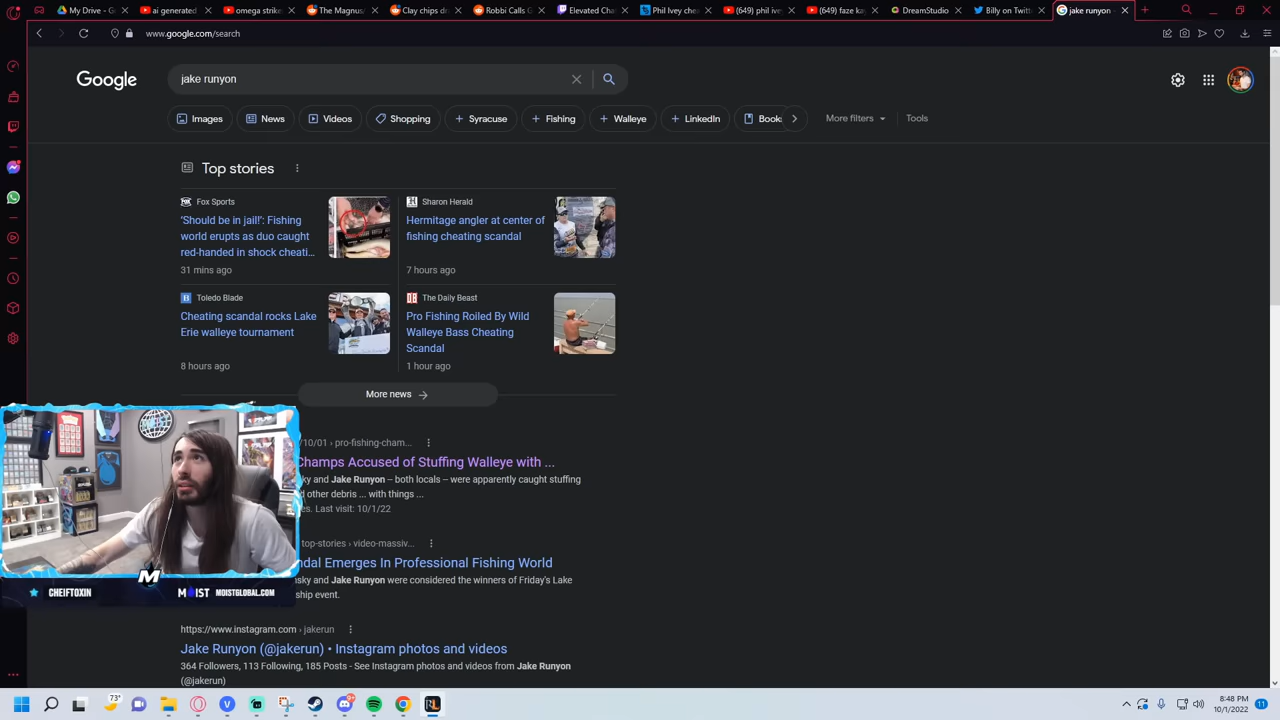 My Drive - G
ai generated
omega strike
r/The Magnus
Clay chips d
Robbi Calls
Elevated Cha
Phil Ivey che
(649) phil ive
(649) faze ka
DreamStudio
Billy on Twitt
jake runyon -
www.google.com/search
Google
jake runyon
Images
News
Videos
Shopping
+ Syracuse
+ Fishing
+ Walleye
+ LinkedIn
Book
More filters
Tools
Top stories
Fox Sports
‘Should be in jail!’: Fishing
world erupts as duo caught
red-handed in shock cheati...
31 mins ago
Sharon Herald
Hermitage angler at center of
fishing cheating scandal
7 hours ago
Toledo Blade
Cheating scandal rocks Lake
Erie walleye tournament
8 hours ago
The Daily Beast
Pro Fishing Roiled By Wild
Walleye Bass Cheating
Scandal
1 hour ago
More news
/10/01 › pro-fishing-cham...
Champs Accused of Stuffing Walleye with ...
ky and Jake Runyon – both locals – were apparently caught stuffing
d other debris ... with things ...
es. Last visit: 10/1/22
top-stories › video-massiv...
ndal Emerges In Professional Fishing World
nsky and Jake Runyon were considered the winners of Friday's Lake
ship event.
https://www.instagram.com › jakerun
Jake Runyon (@jakerun) • Instagram photos and videos
364 Followers, 113 Following, 185 Posts - See Instagram photos and videos from Jake Runyon
(@jakerun)
M
CHEIFTOXIN
MOIST
MOISTGLOBAL.COM
73°
9+
8:48 PM
10/1/2022
11